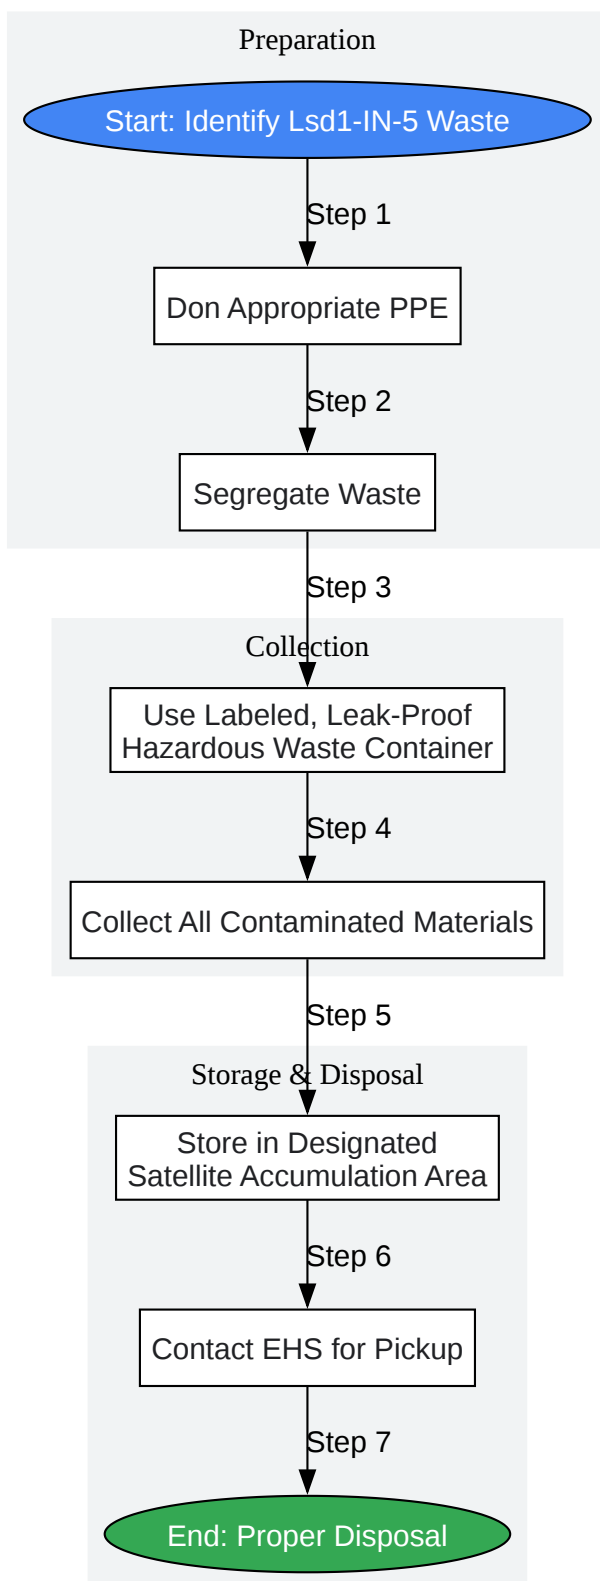 Preparation
Start: Identify Lsd1-IN-5 Waste
Step 1
Don Appropriate PPE
Step 2
Segregate Waste
Step 3
Collection
Use Labeled, Leak-Proof
Hazardous Waste Container
Step 4
Collect All Contaminated Materials
Step 5
Storage & Disposal
Store in Designated
Satellite Accumulation Area
Step 6
Contact EHS for Pickup
Step 7
End: Proper Disposal